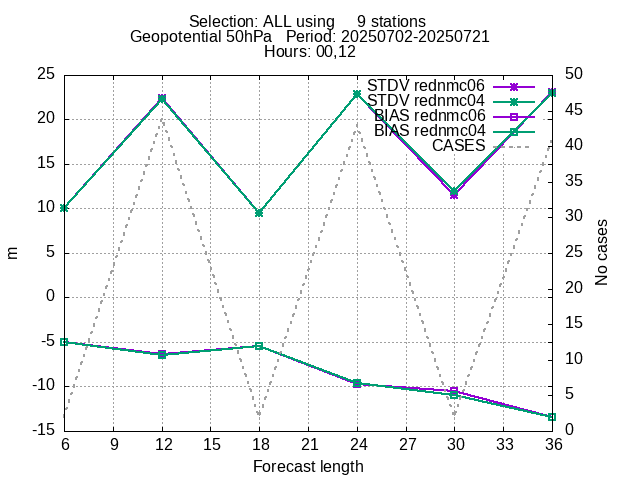 Selection: ALL using     9 stations
Geopotential 50hPa   Period: 20250702-20250721
Hours: 00,12
25
20
15
10
5
0
-5
-10
-15
m
STDV rednmc06
STDV rednmc04
BIAS rednmc06
BIAS rednmc04
CASES
50
45
40
35
30
25
20
15
10
5
0
No cases
6 9 12 15 18 21 24 27 30 33 36
Forecast length